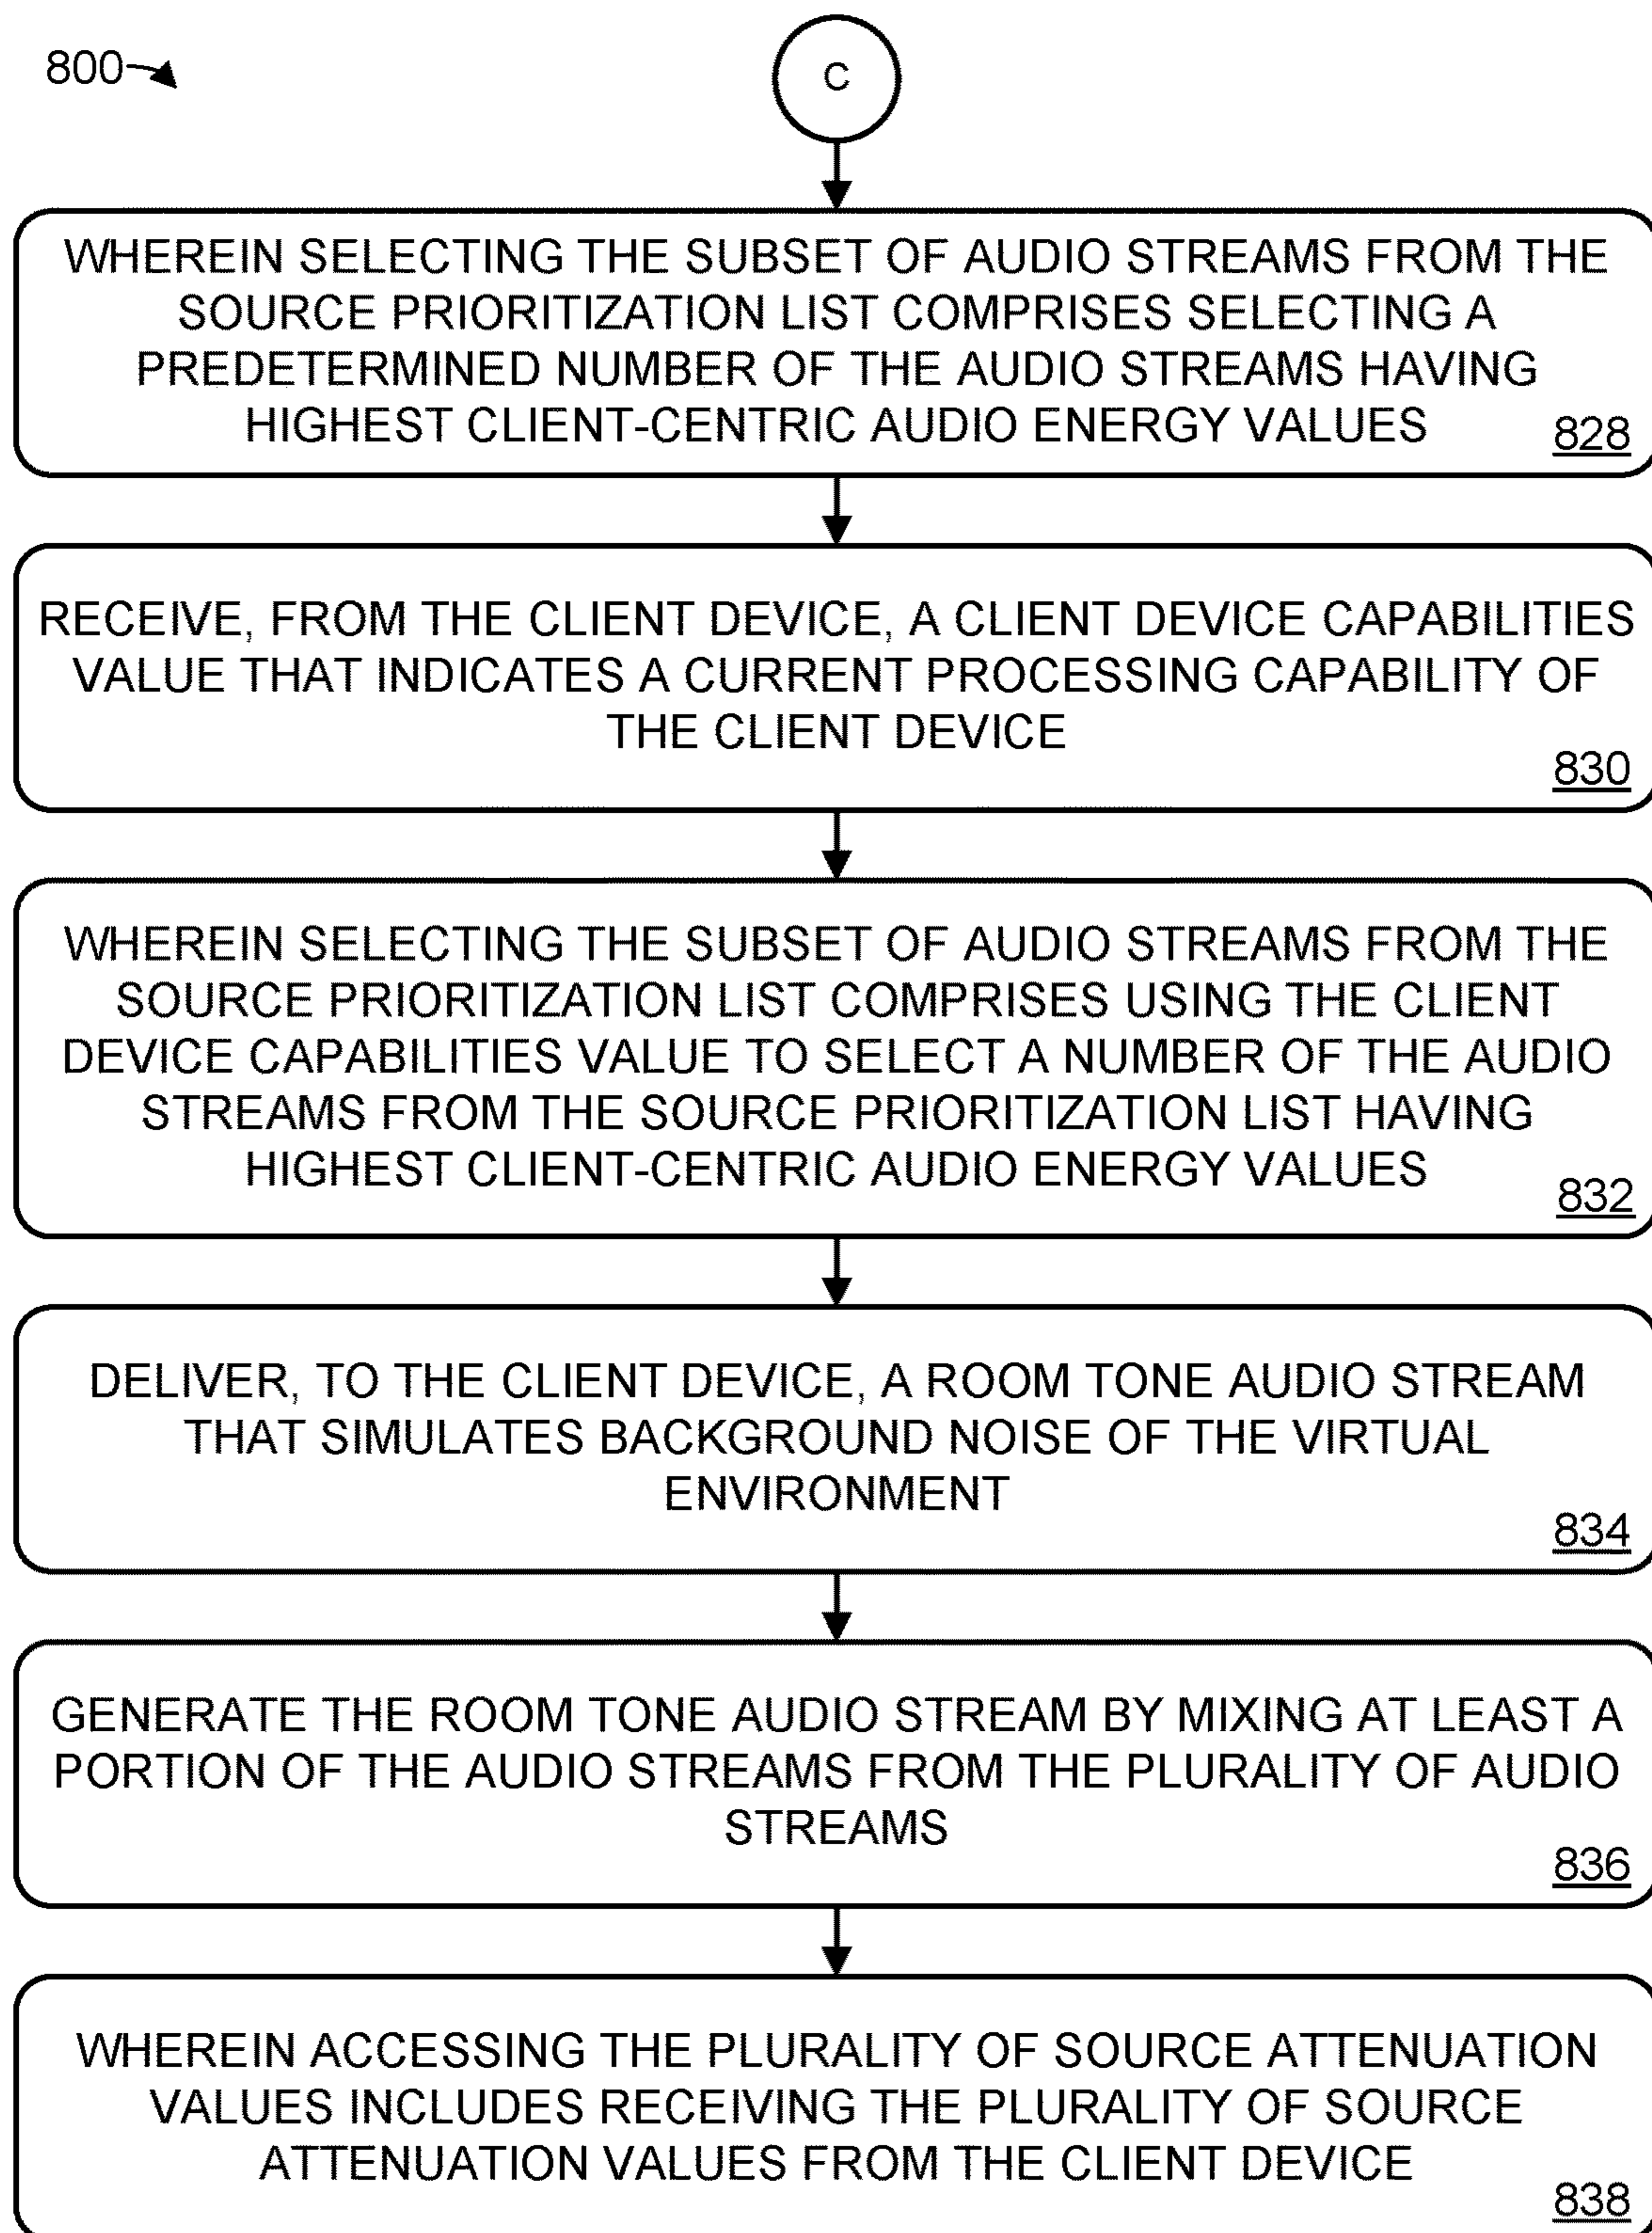 800
C
WHEREIN SELECTING THE SUBSET OF AUDIO STREAMS FROM THE
SOURCE PRIORITIZATION LIST COMPRISES SELECTING A
PREDETERMINED NUMBER OF THE AUDIO STREAMS HAVING
HIGHEST CLIENT-CENTRIC AUDIO ENERGY VALUES
828
RECEIVE, FROM THE CLIENT DEVICE, A CLIENT DEVICE CAPABILITIES
VALUE THAT INDICATES A CURRENT PROCESSING CAPABILITY OF
THE CLIENT DEVICE
830
WHEREIN SELECTING THE SUBSET OF AUDIO STREAMS FROM THE
SOURCE PRIORITIZATION LIST COMPRISES USING THE CLIENT
DEVICE CAPABILITIES VALUE TO SELECT A NUMBER OF THE AUDIO
STREAMS FROM THE SOURCE PRIORITIZATION LIST HAVING
HIGHEST CLIENT-CENTRIC AUDIO ENERGY VALUES
832
DELIVER, TO THE CLIENT DEVICE, A ROOM TONE AUDIO STREAM
THAT SIMULATES BACKGROUND NOISE OF THE VIRTUAL
ENVIRONMENT
834
GENERATE THE ROOM TONE AUDIO STREAM BY MIXING AT LEAST A
PORTION OF THE AUDIO STREAMS FROM THE PLURALITY OF AUDIO
STREAMS
836
WHEREIN ACCESSING THE PLURALITY OF SOURCE ATTENUATION
VALUES INCLUDES RECEIVING THE PLURALITY OF SOURCE
ATTENUATION VALUES FROM THE CLIENT DEVICE
838